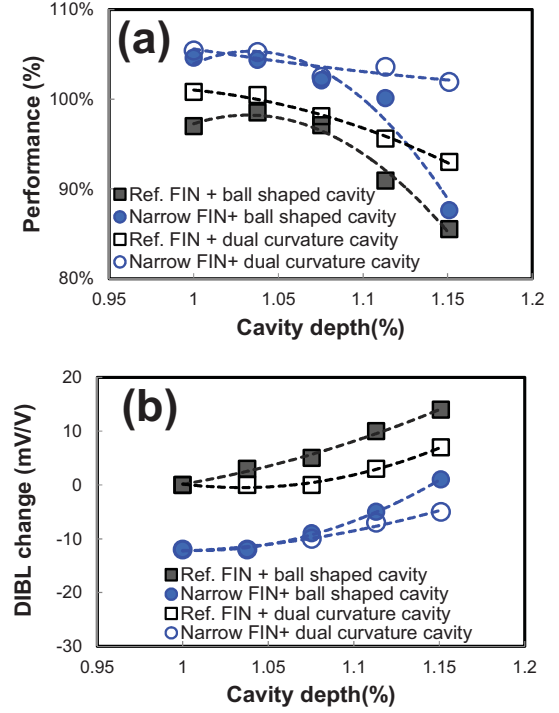 110%
(a)
100%
Performance (%)
90%
Ref. FIN + ball shaped cavity
Narrow FIN+ ball shaped cavity
Ref. FIN + dual curvature cavity
Narrow FIN+ dual curvature cavity
80%
0.95 1 1.05 1.1 1.15 1.2
Cavity depth(%)
20
(b)
10
0
DIBL change (mV/V)
-10
Ref. FIN + ball shaped cavity
Narrow FIN+ ball shaped cavity
-20
Ref. FIN + dual curvature cavity
Narrow FIN+ dual curvature cavity
-30
0.95 1 1.05 1.1 1.15 1.2
Cavity depth(%)